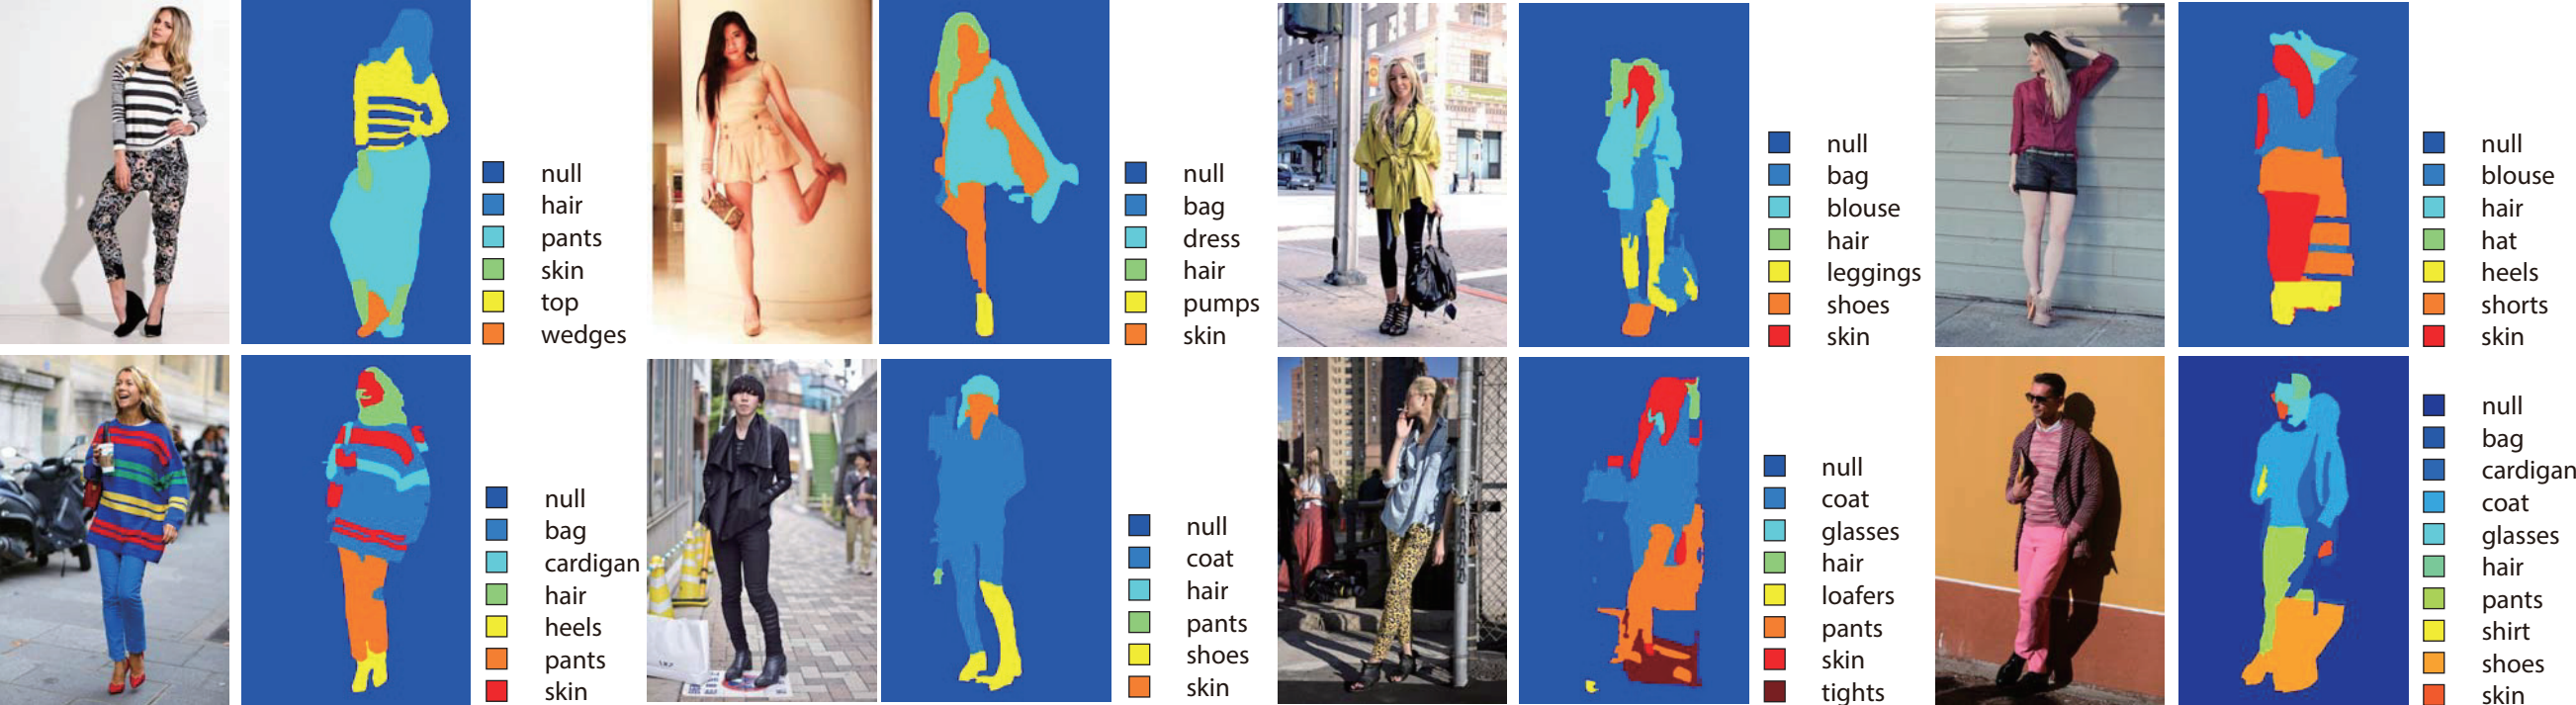 null
hair
pants
skin
top
wedges
null
bag
dress
hair
pumps
skin
null
bag
blouse
hair
leggings
shoes
skin
null
blouse
hair
hat
heels
shorts
skin
null
bag
cardigan
hair
heels
pants
skin
null
coat
hair
pants
shoes
skin
null
coat
glasses
hair
loafers
pants
skin
tights
null
bag
cardigan
coat
glasses
hair
pants
shirt
shoes
skin